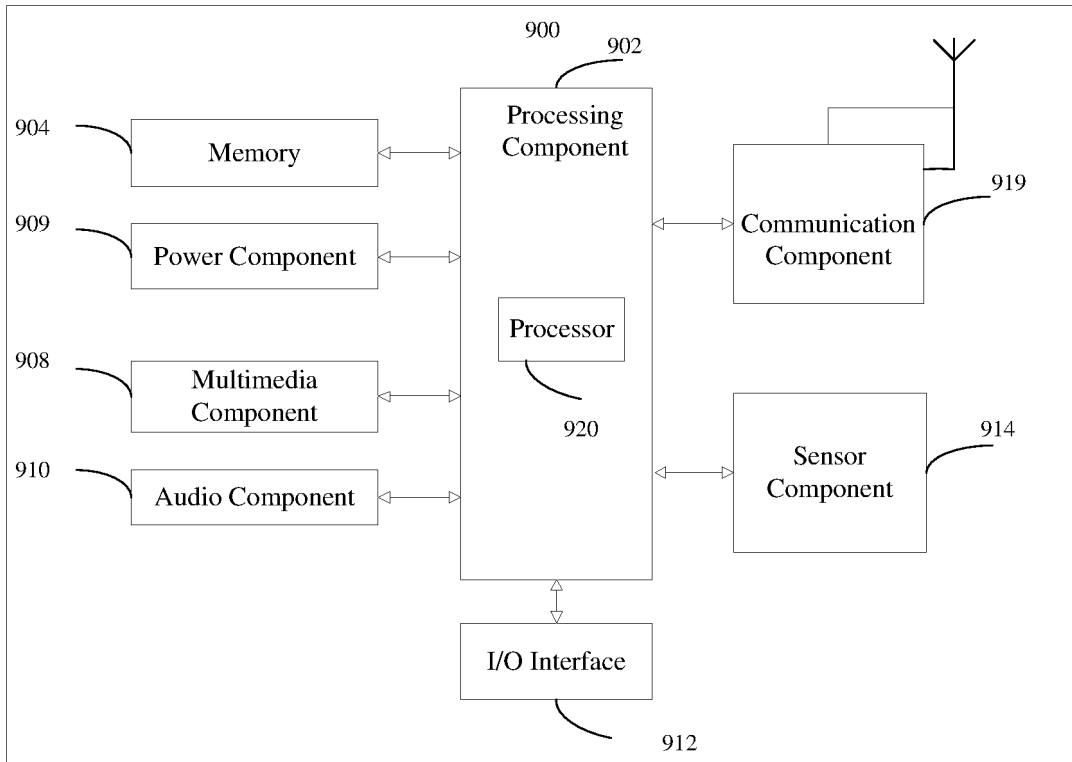 900
902
Processing
Component
904
Memory
919
Communication
Component
909
Power Component
Processor
920
908
Multimedia
Component
914
Sensor
Component
910
Audio Component
I/O Interface
912